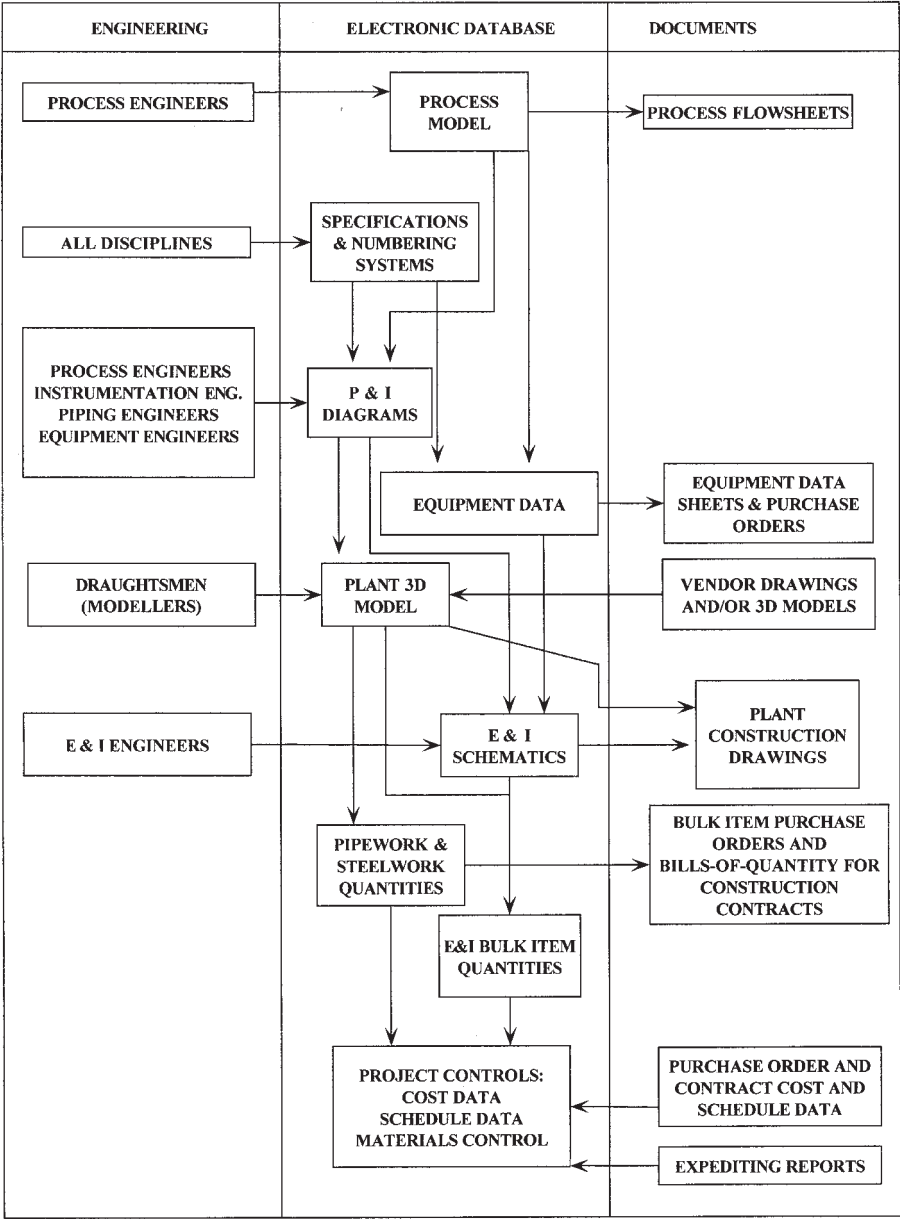 ENGINEERING
ELECTRONIC DATABASE
DOCUMENTS
PROCESS ENGINEERS
PROCESS
MODEL
PROCESS FLOWSHEETS
ALL DISCIPLINES
SPECIFICATIONS
& NUMBERING
SYSTEMS
PROCESS ENGINEERS
INSTRUMENTATION ENG.
PIPING ENGINEERS
EQUIPMENT ENGINEERS
P & I
DIAGRAMS
EQUIPMENT DATA
EQUIPMENT DATA
SHEETS & PURCHASE
ORDERS
DRAUGHTSMEN
(MODELLERS)
PLANT 3D
MODEL
VENDOR DRAWINGS
AND/OR 3D MODELS
E & I ENGINEERS
E & I
SCHEMATICS
PLANT
CONSTRUCTION
DRAWINGS
PIPEWORK &
STEELWORK
QUANTITIES
BULK ITEM PURCHASE
ORDERS AND
BILLS-OF-QUANTITY FOR
CONSTRUCTION
CONTRACTS
E&I BULK ITEM
QUANTITIES
PROJECT CONTROLS:
COST DATA
SCHEDULE DATA
MATERIALS CONTROL
PURCHASE ORDER AND
CONTRACT COST AND
SCHEDULE DATA
EXPEDITING REPORTS